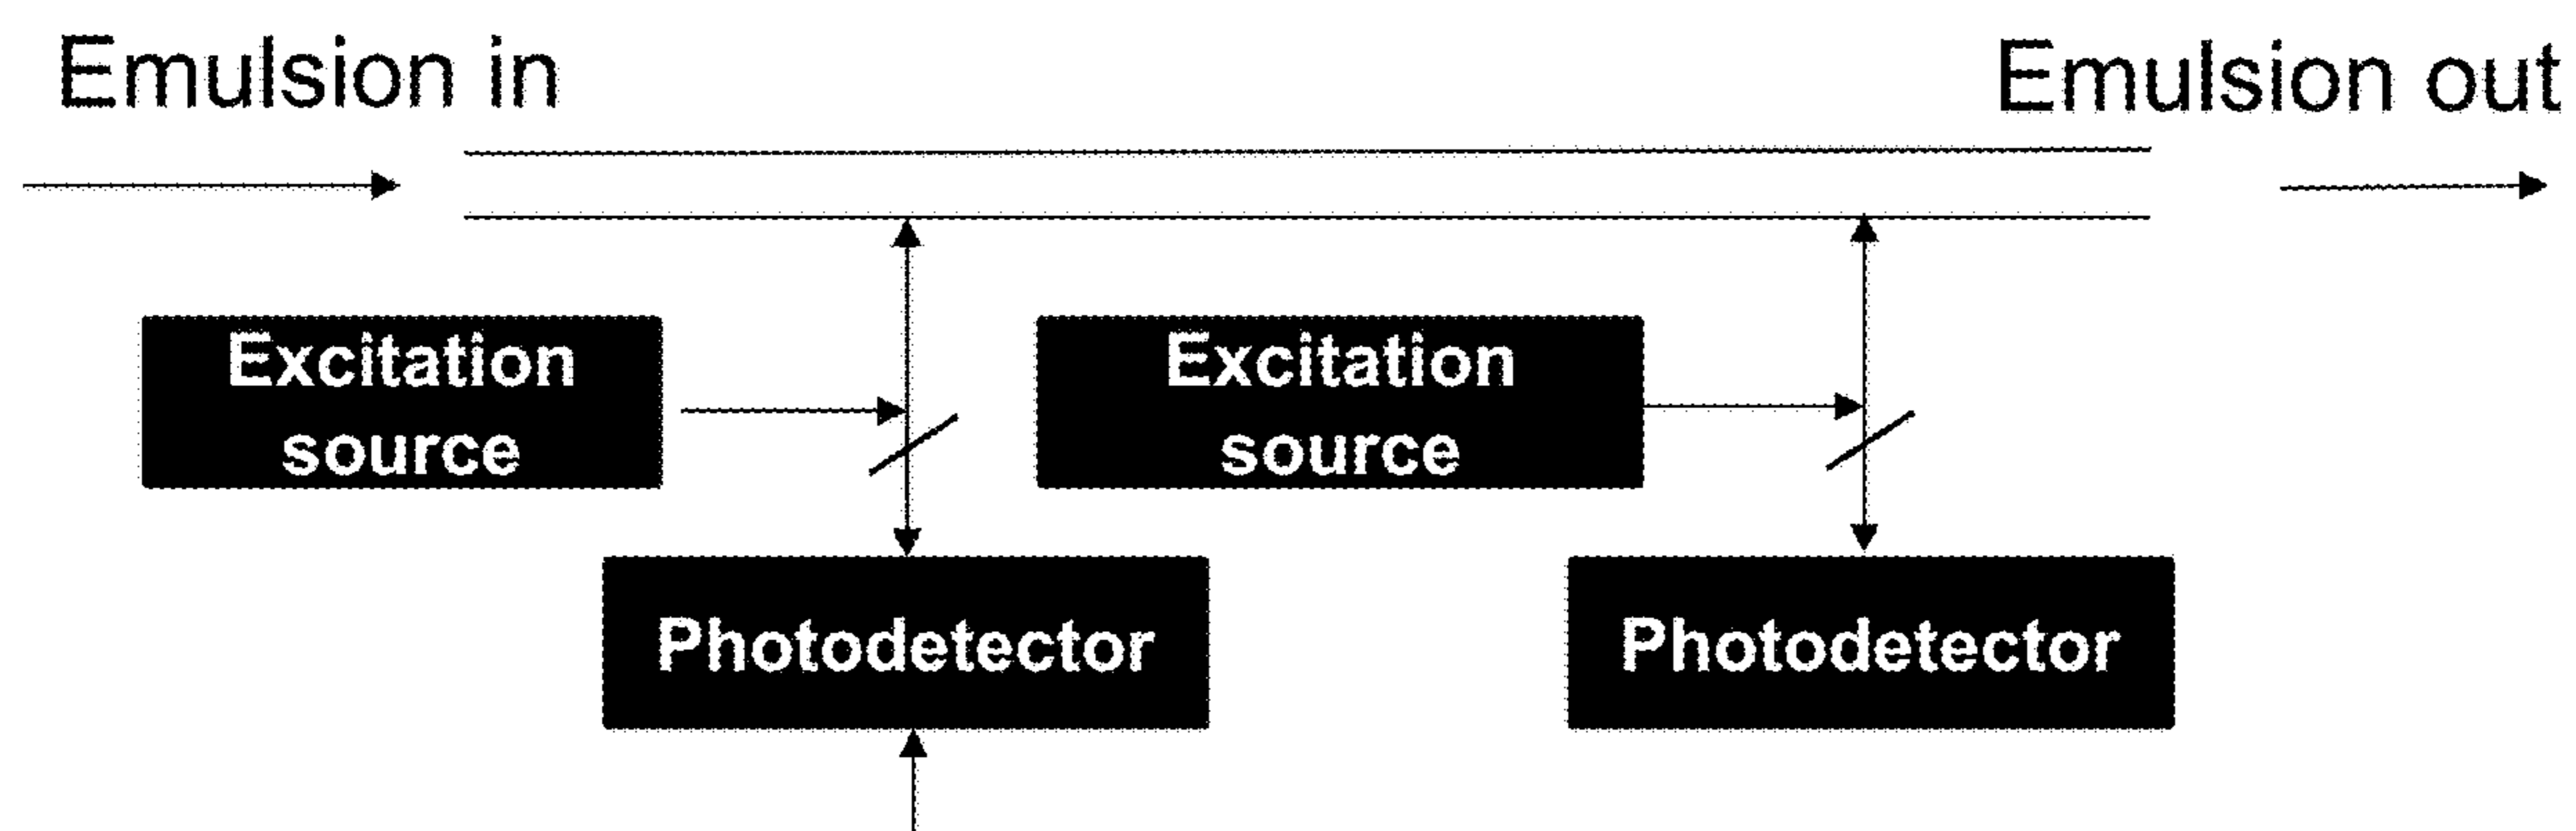 Emulsion in
Emulsion out
Excitation
source
Excitation
source
Photodetector
Photodetector